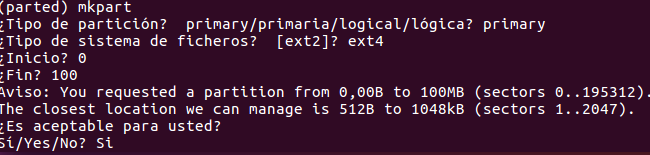 (parted) mkpart
¿Tipo de partición?  primary/primaria/logical/lógica? primary
¿Tipo de sistema de ficheros?  [ext2]? ext4
¿Inicio? 0
¿Fin? 100
Aviso: You requested a partition from 0,00B to 100MB (sectors 0..195312).
The closest location we can manage is 512B to 1048kB (sectors 1..2047).
¿Es aceptable para usted?
Sí/Yes/No? Si